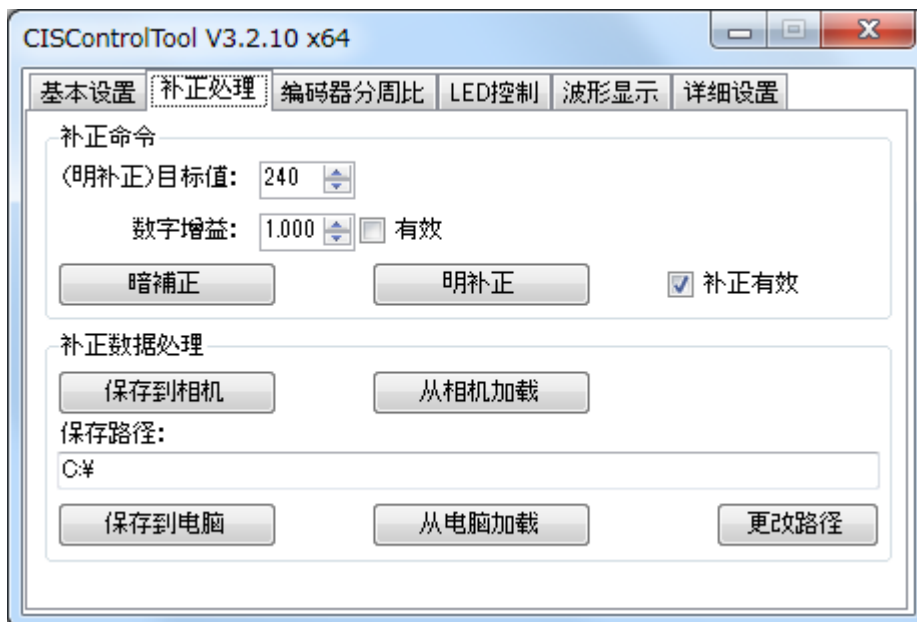 CISControlTool V3.2.10 x64
基本设置 补正处理 编码器分周比 LED控制 波形显示 详细设置
补正命令
(明补正)目标值: 240
数字增益: 1.000 有效
暗補正 明补正 补正有效
补正数据处理
保存到相机 从相机加载
保存路径:
C:¥
保存到电脑 从电脑加载 更改路径